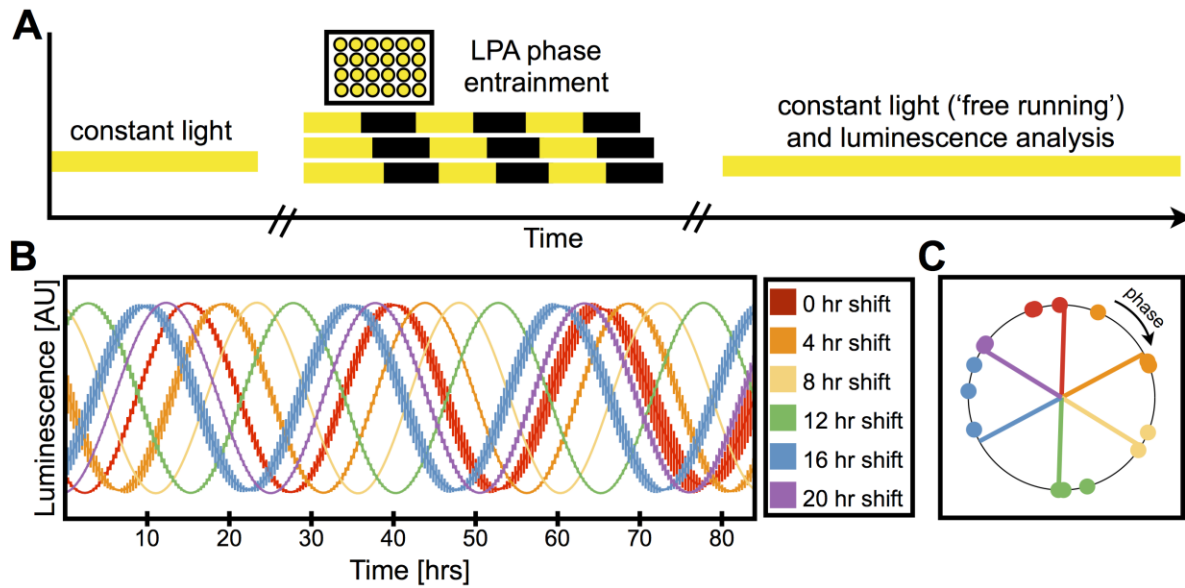 A
constant light
LPA phase
entrainment
constant light (‘free running’)
and luminescence analysis
Time
B
Luminescence [AU]
10
20
30
40
50
60
70
80
Time [hrs]
0 hr shift
4 hr shift
8 hr shift
12 hr shift
16 hr shift
20 hr shift
C
phase